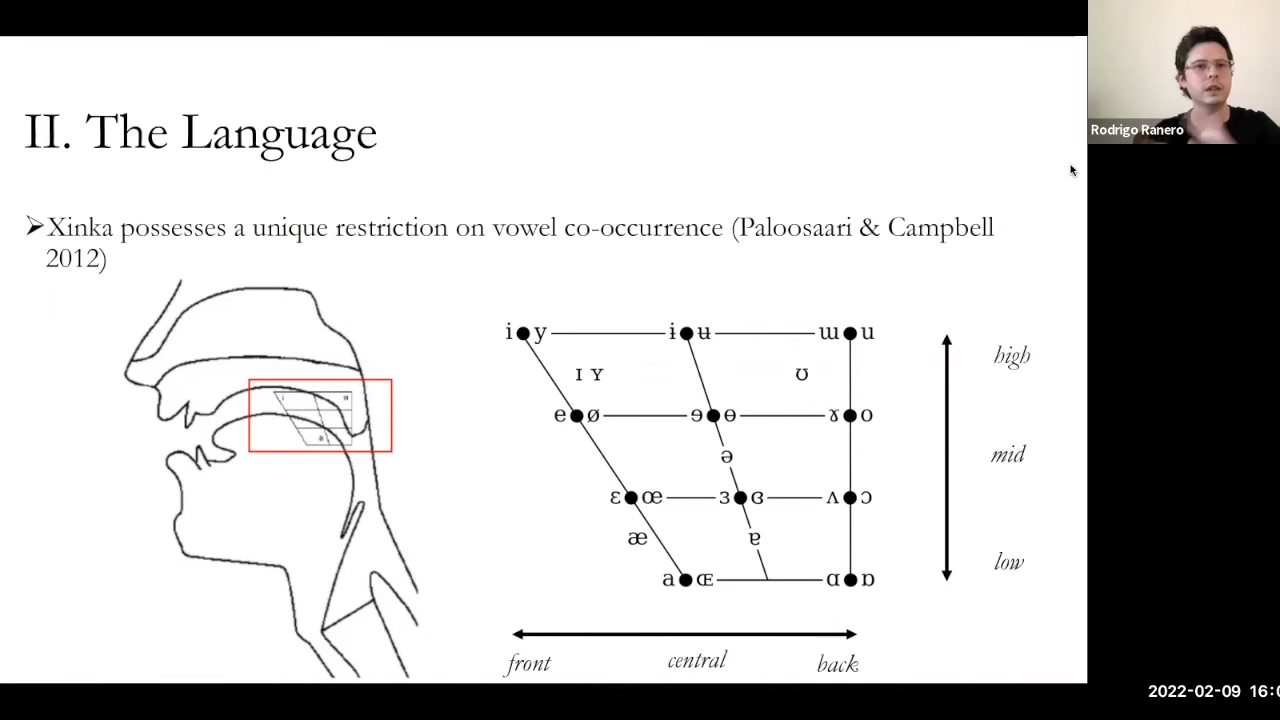 II. The Language
Rodrigo Ranero
➢Xinka possesses a unique restriction on vowel co-occurrence (Paloosaari & Campbell
2012)
i y ɨ ʉ ɯ u
high
ɪ ʏ ʊ
e ø ɘ ɵ ɤ o
ə
mid
ɛ œ ɜ ɞ ʌ ɔ
æ ɐ
low
a ɶ ɑ ɒ
front central back
2022-02-09 16:0